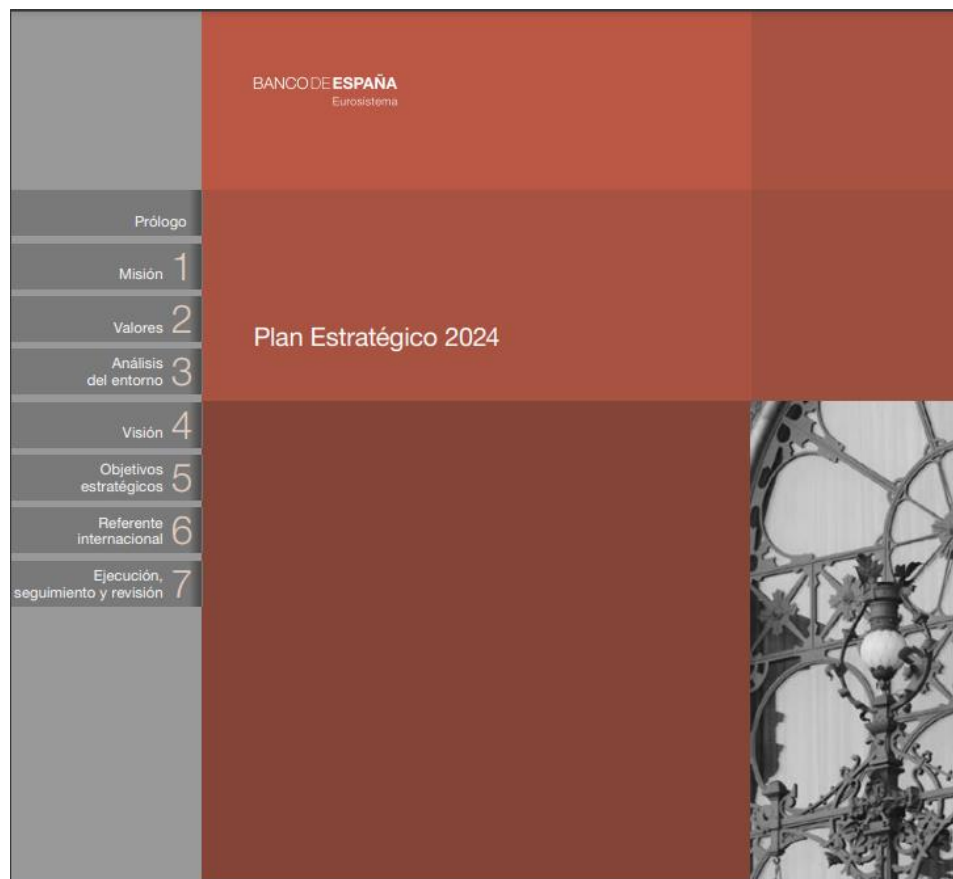 BANCO DE ESPAÑA
Eurosistema
Prólogo
Misión 1
Valores 2
Análisis
del entorno 3
Visión 4
Objetivos
estratégicos 5
Referente
internacional 6
Ejecución,
seguimiento y revisión 7
Plan Estratégico 2024